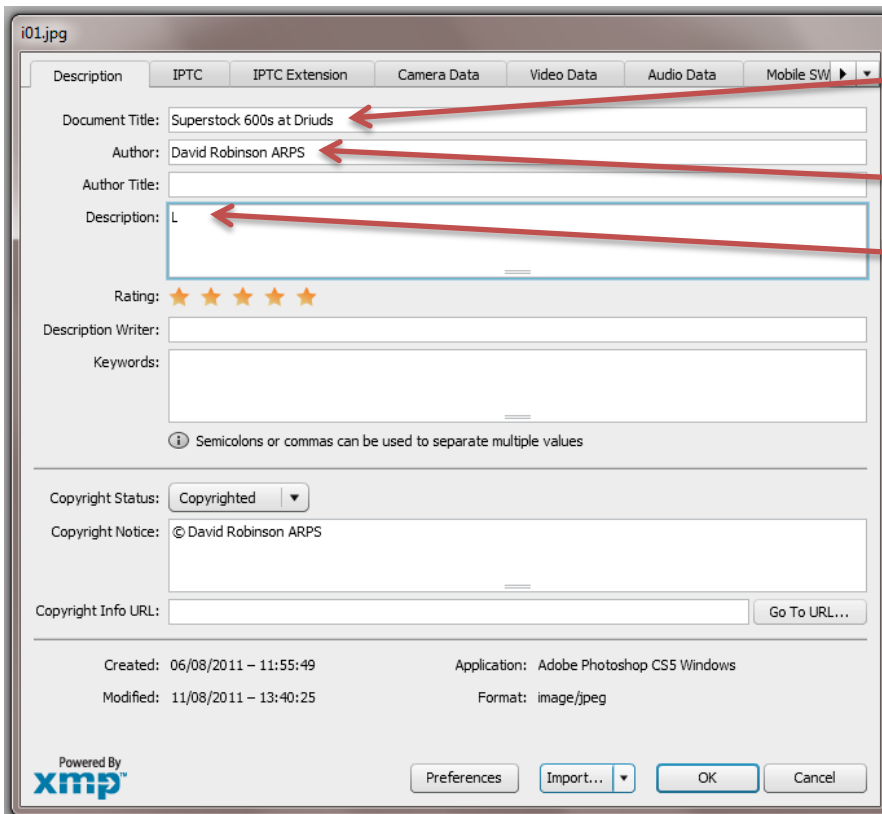 i01.jpg
Description IPTC IPTC Extension Camera Data Video Data Audio Data Mobile SW
Document Title: Superstock 600s at Driuds
Author: David Robinson ARPS
Author Title:
Description: L
Rating:
Description Writer:
Keywords:
Semicolons or commas can be used to separate multiple values
Copyright Status: Copyrighted
Copyright Notice: © David Robinson ARPS
Copyright Info URL: Go To URL...
Created: 06/08/2011 – 11:55:49 Application: Adobe Photoshop CS5 Windows
Modified: 11/08/2011 – 13:40:25 Format: image/jpeg
Powered By
xmp™ Preferences Import... OK Cancel